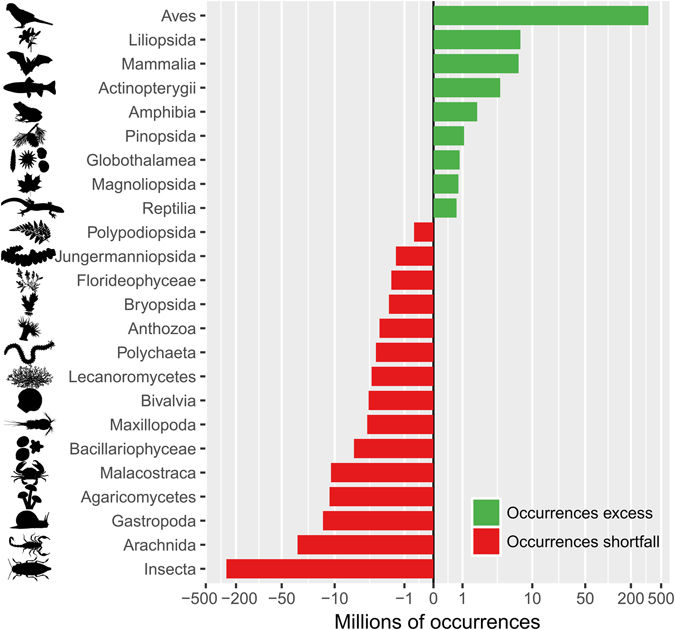 Aves
Liliopsida
Mammalia
Actinopterygii
Amphibia
Pinopsida
Globothalamea
Magnoliopsida
Reptilia
Polypodiopsida
Jungermanniopsida
Florideophyceae
Bryopsida
Anthozoa
Polychaeta
Lecanoromycetes
Bivalvia
Maxillopoda
Bacillariophyceae
Malacostraca
Agaricomycetes
Gastropoda
Arachnida
Insecta
Occurrences excess
Occurrences shortfall
−500 −200 −50 −10 −1 0 1 10 50 200 500
Millions of occurrences